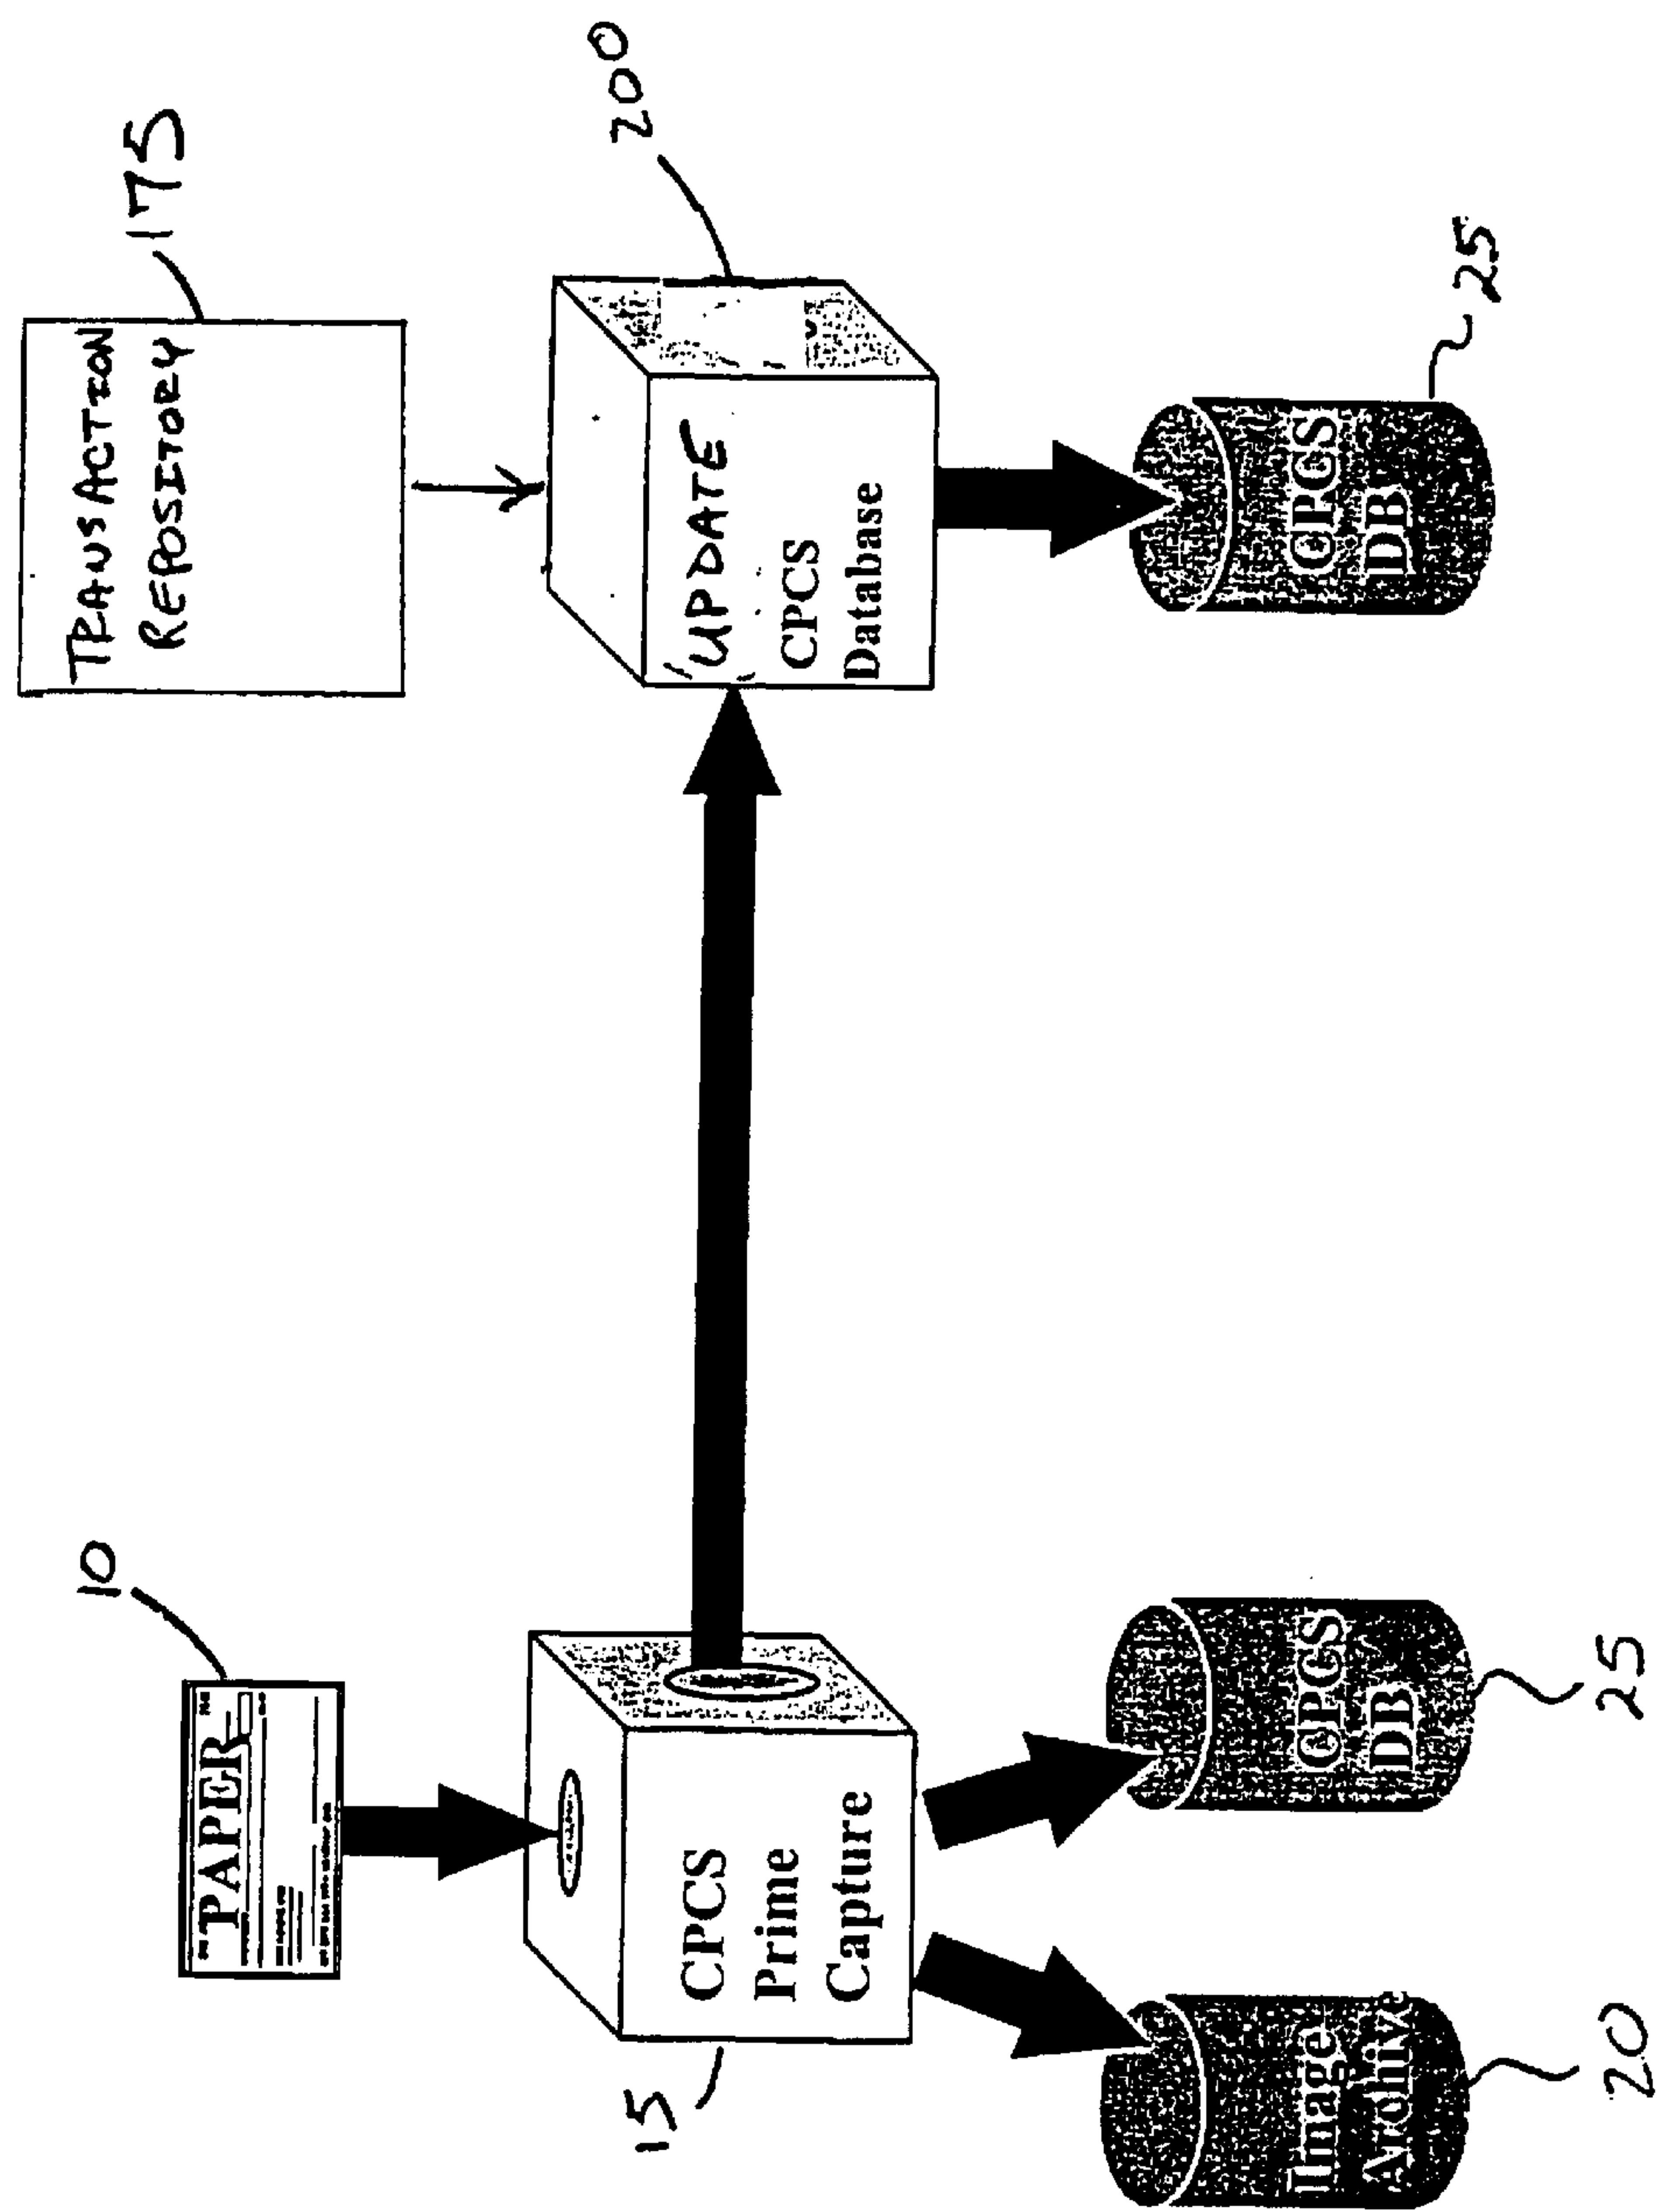 10
PAPER
CPCS
Prime
Capture
15
Image
Archive
20
CPCS
DB
25
TRANSACTION
REPOSITORY
175
UPDATE
CPCS
Database
200
CPCS
DB
25